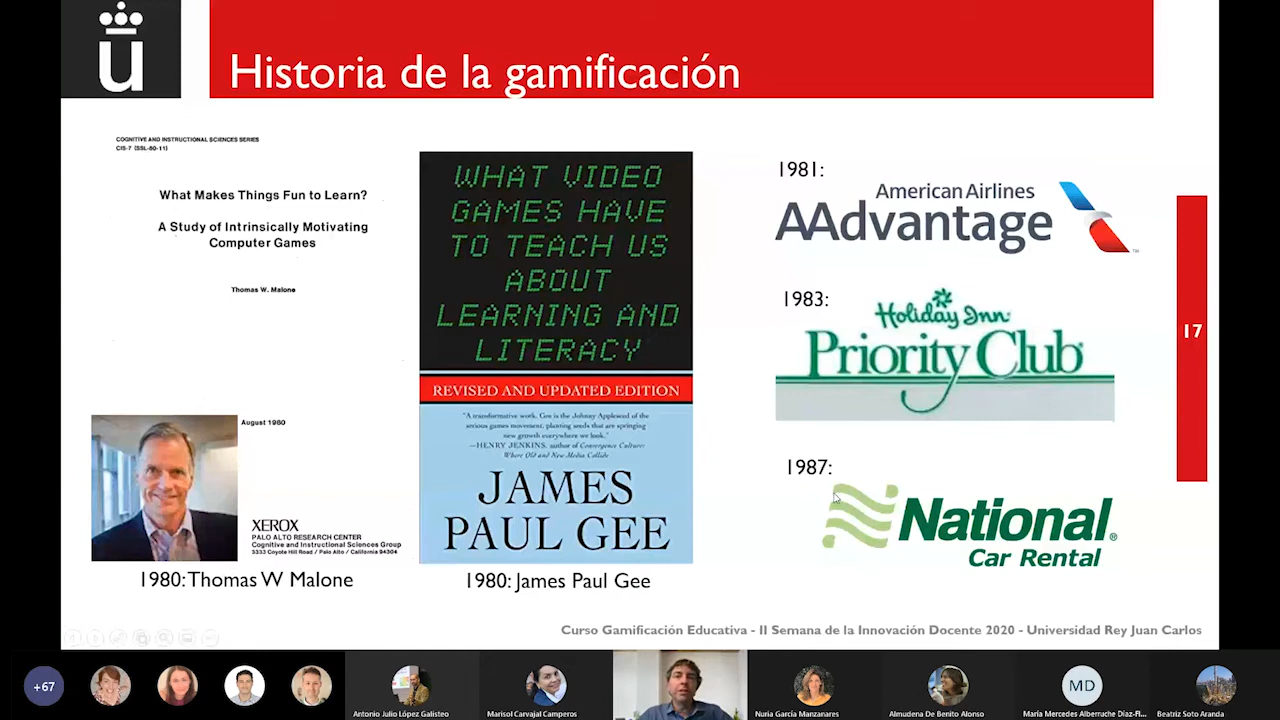 Historia de la gamificación
COGNITIVE AND INSTRUCTIONAL SCIENCES SERIES
CIS-7 (SSL-80-11)
What Makes Things Fun to Learn?
A Study of Intrinsically Motivating
Computer Games
Thomas W. Malone
August 1980
XEROX
PALO ALTO RESEARCH CENTER
Cognitive and Instructional Sciences Group
3333 Coyote Hill Road / Palo Alto / California 94304
1980: Thomas W Malone
WHAT VIDEO
GAMES HAVE
TO TEACH US
ABOUT
LEARNING AND
LITERACY
REVISED AND UPDATED EDITION
"A transformative work. Gee is the Johnny Appleseed of the
serious games movement, planting seeds that are springing
new growth everywhere we look."
—HENRY JENKINS, author of Convergence Culture:
Where Old and New Media Collide
JAMES
PAUL GEE
1980: James Paul Gee
1981:
American Airlines
AAdvantage
1983:
Holiday Inn
Priority Club
1987:
National
Car Rental
17
Curso Gamificación Educativa - II Semana de la Innovación Docente 2020 - Universidad Rey Juan Carlos
+67
Antonio Julio López Galisteo
Marisol Carvajal Camperos
Nuria García Manzanares
Almudena De Benito Alonso
MD
María Mercedes Alberruche Díaz-Fl...
Beatriz Soto Aranda